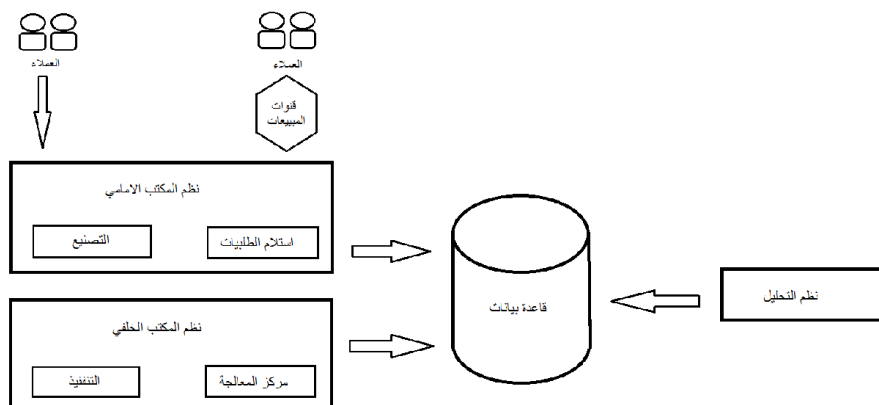 العملاء
العملاء
قنوات
المبيعات
نظم المكتب الامامي
استلام الطلبيات
التصنيع
نظم المكتب الخلفي
مركز المعالجة
التنفيذ
قاعدة بيانات
نظم التحليل